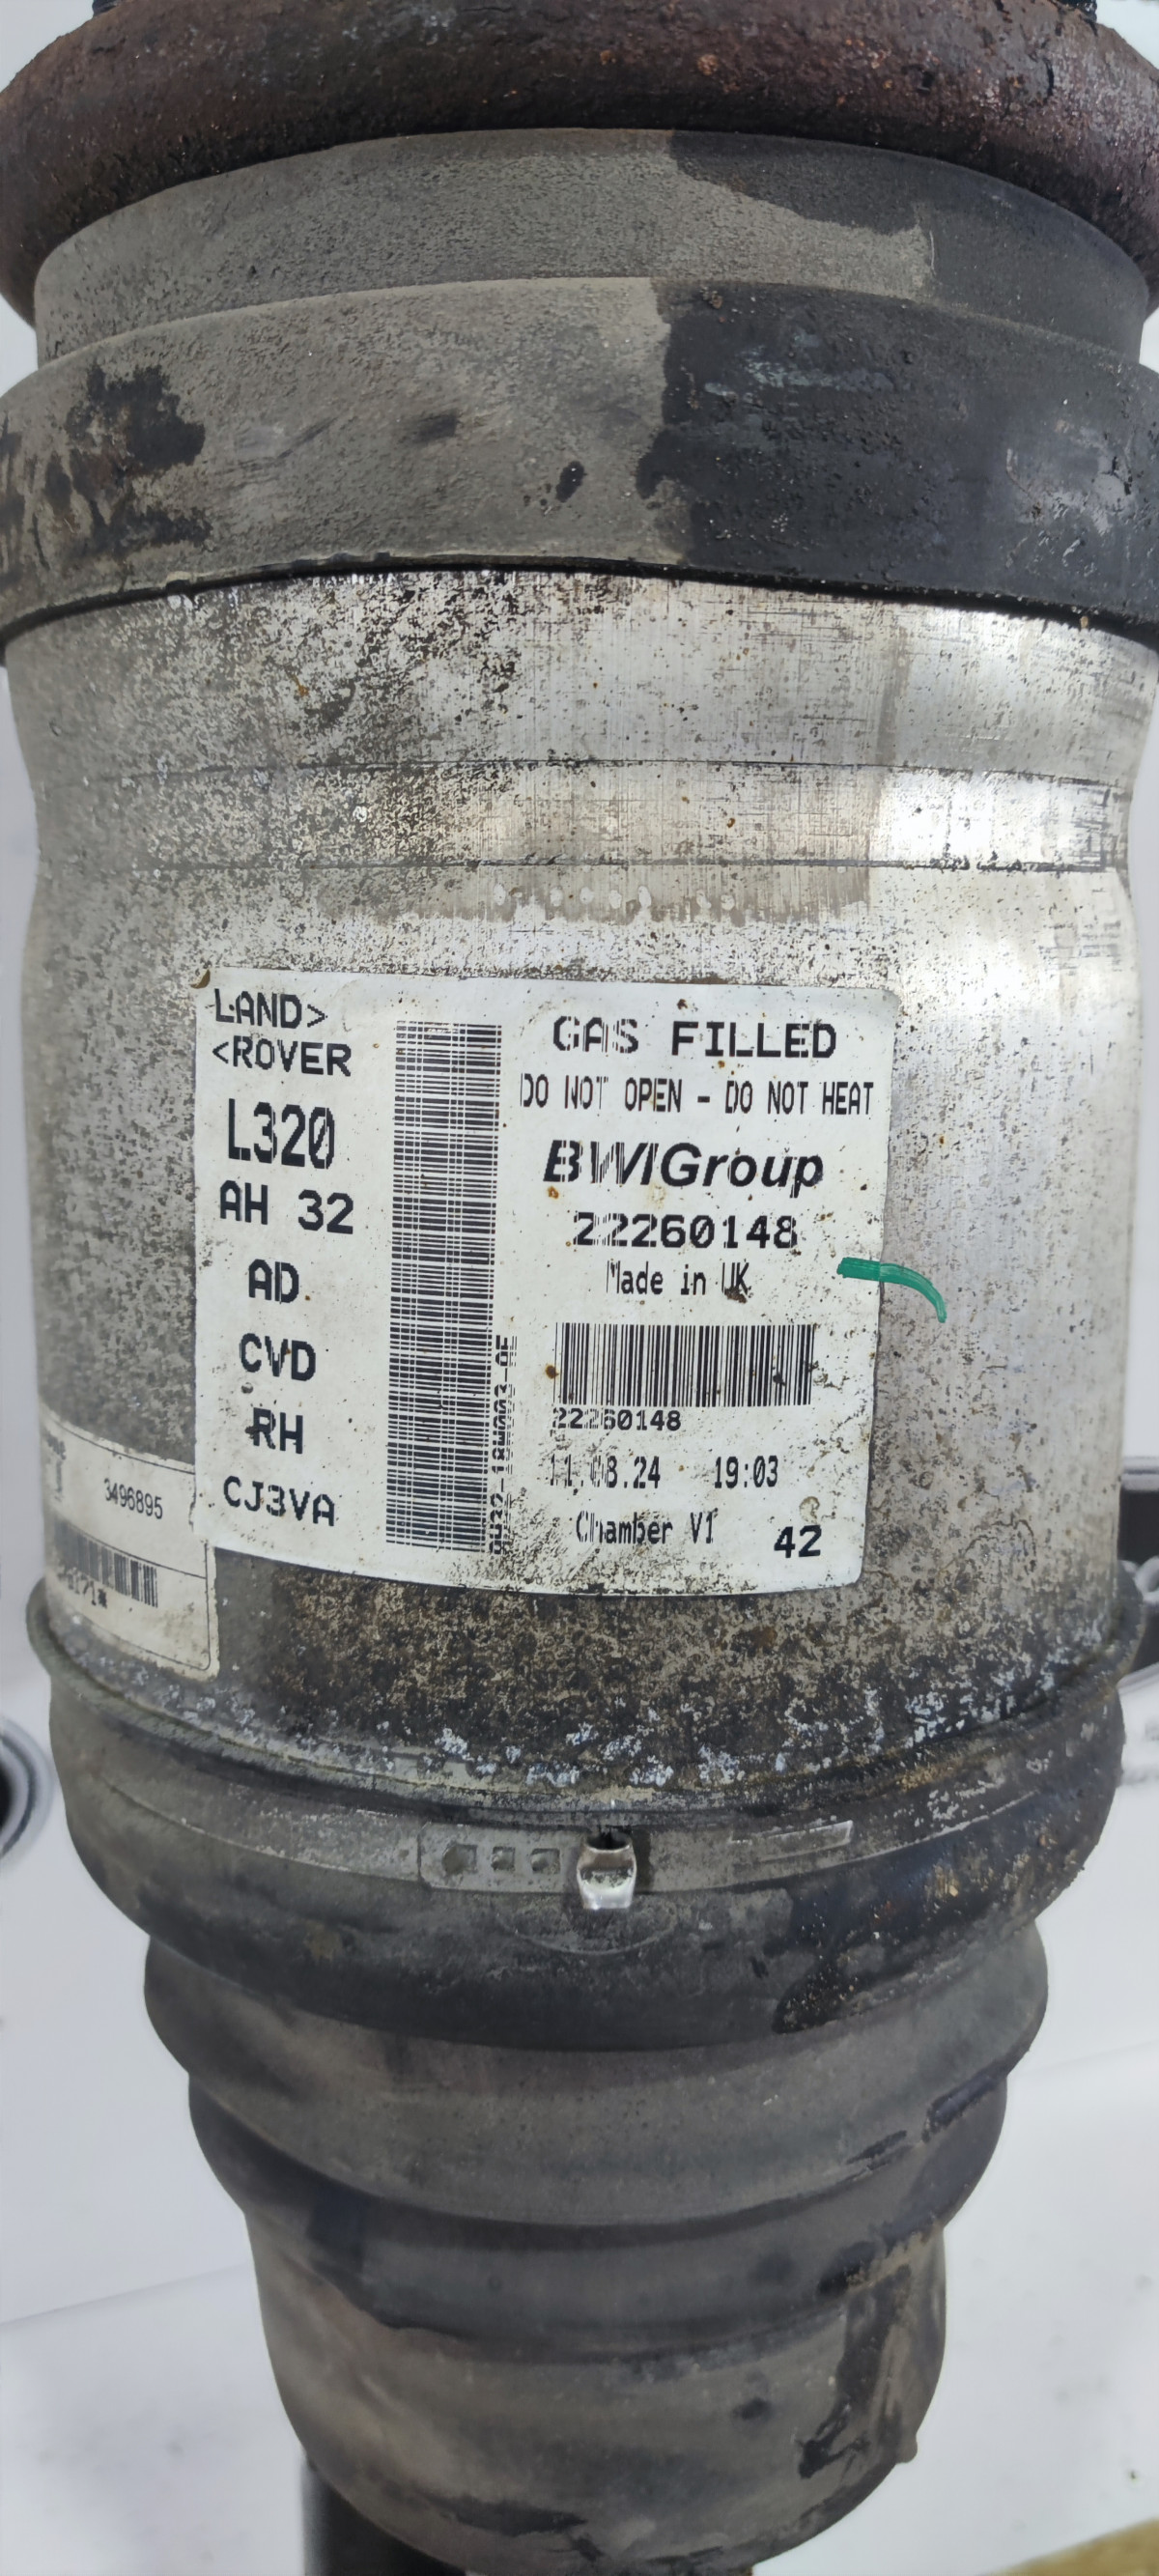 LAND>
<ROVER
L320
AH 32
AD
CVD
RH
CJ3VA
GAS FILLED
DO NOT OPEN - DO NOT HEAT
BWIGroup
22260148
Made in UK
22260148
11.08.24 19:03
Chamber V1 42
3496895